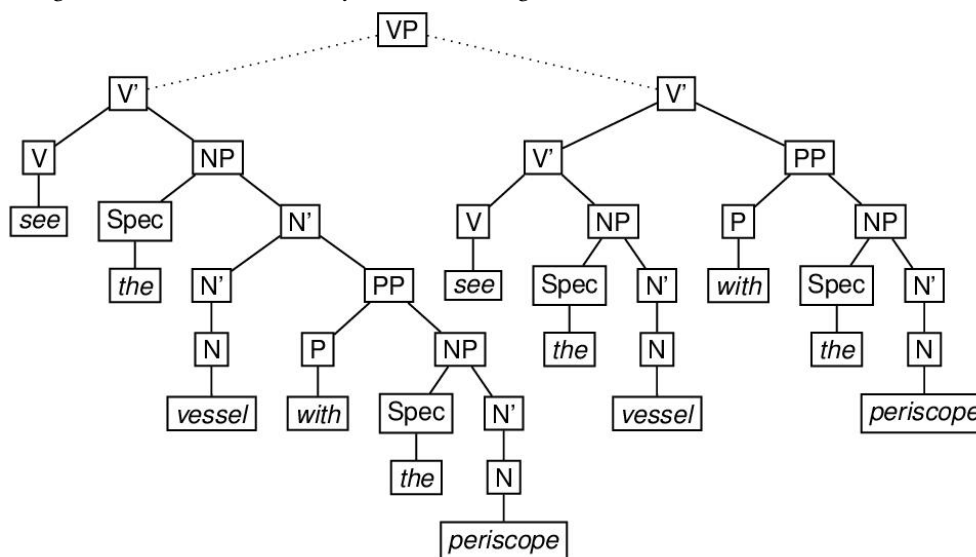 VP
V’ V’
V NP V’ PP
see Spec N’ V NP P NP
the N’ PP see Spec N’ with Spec N’
N P NP the N the N
vessel with Spec N’ vessel periscope
the N
periscope